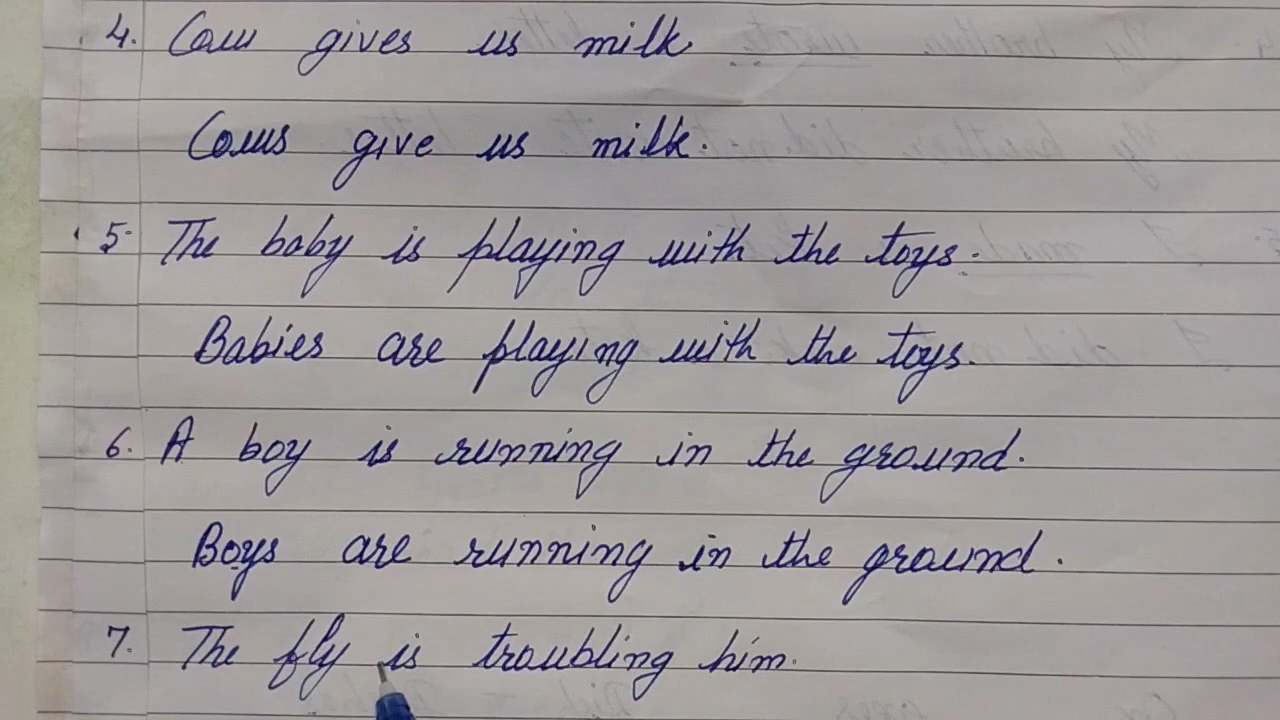 4. Cow gives us milk
Cows give us milk.
5. The baby is playing with the toys.
Babies are playing with the toys.
6. A boy is running in the ground.
Boys are running in the ground.
7. The fly is troubling him.